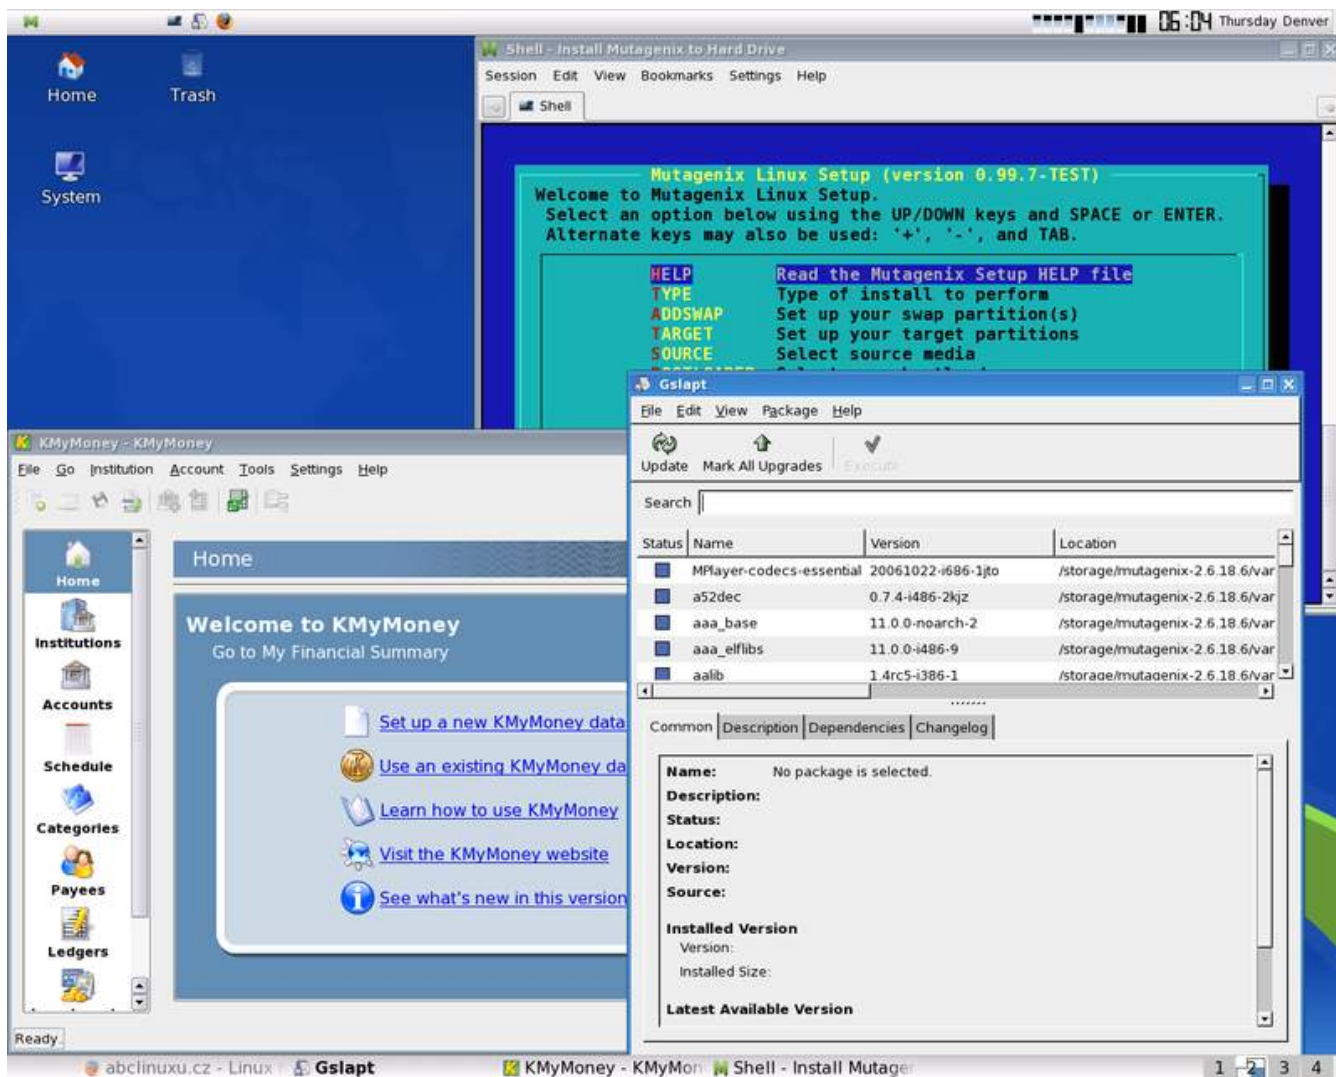 06:04 Thursday Denver
Home
Trash
System
Shell - Install Mutagenix to Hard Drive
Session Edit View Bookmarks Settings Help
Shell
Mutagenix Linux Setup (version 0.99.7-TEST)
Welcome to Mutagenix Linux Setup.
Select an option below using the UP/DOWN keys and SPACE or ENTER.
Alternate keys may also be used: '+', '-', and TAB.
HELP Read the Mutagenix Setup HELP file
TYPE Type of install to perform
ADDSWAP Set up your swap partition(s)
TARGET Set up your target partitions
SOURCE Select source media
KMyMoney - KMyMoney
File Go Institution Account Tools Settings Help
Home
Institutions
Accounts
Schedule
Categories
Payees
Ledgers
Home
Welcome to KMyMoney
Go to My Financial Summary
Set up a new KMyMoney data
Use an existing KMyMoney da
Learn how to use KMyMoney
Visit the KMyMoney website
See what's new in this version
Ready.
Gslapt
File Edit View Package Help
Update Mark All Upgrades Execute
Search
Status Name Version Location
MPlayer-codecs-essential 20061022-i686-1jto /storage/mutagenix-2.6.18.6/var
a52dec 0.7.4-i486-2kjz /storage/mutagenix-2.6.18.6/var
aaa_base 11.0.0-noarch-2 /storage/mutagenix-2.6.18.6/var
aaa_elflibs 11.0.0-i486-9 /storage/mutagenix-2.6.18.6/var
aalib 1.4rc5-i386-1 /storage/mutagenix-2.6.18.6/var
Common Description Dependencies Changelog
Name: No package is selected.
Description:
Status:
Location:
Version:
Source:
Installed Version
Version:
Installed Size:
Latest Available Version
abclinuxu.cz - Linux Gslapt KMyMoney - KMyMon Shell - Install Mutage 1 2 3 4